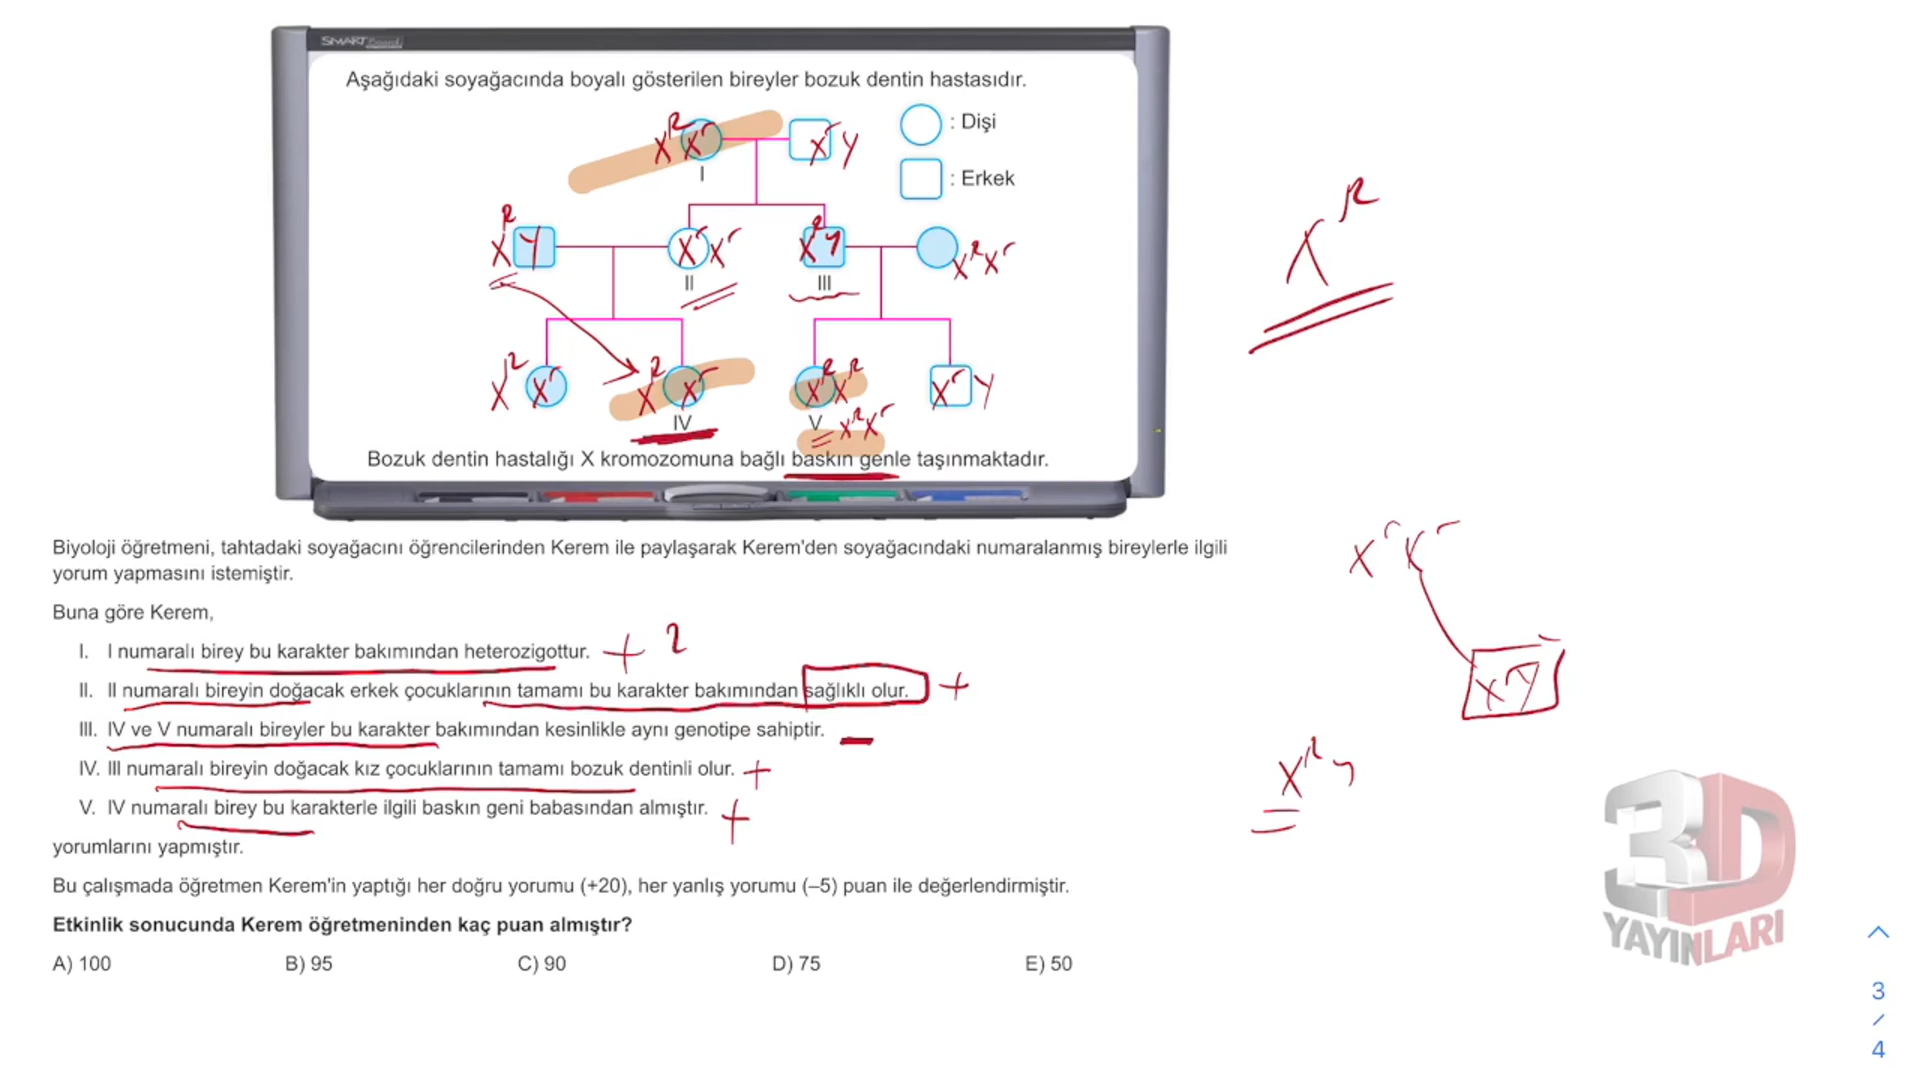 SMART Board
Aşağıdaki soyağacında boyalı gösterilen bireyler bozuk dentin hastasıdır.
X^R X^r
X^r Y
: Dişi
I
: Erkek
X^R
X^R Y
X^r X^r
X^R Y
X^R X^r
II
III
X^R X^r
X^R X^r
X^R X^R
X^r Y
IV
V
= X^R X^r
Bozuk dentin hastalığı X kromozomuna bağlı baskın genle taşınmaktadır.
Biyoloji öğretmeni, tahtadaki soyağacını öğrencilerinden Kerem ile paylaşarak Kerem'den soyağacındaki numaralanmış bireylerle ilgili
yorum yapmasını istemiştir.
X^r X^r
Buna göre Kerem,
I. I numaralı birey bu karakter bakımından heterozigottur. +
II. II numaralı bireyin doğacak erkek çocuklarının tamamı bu karakter bakımından sağlıklı olur. +
X^r Y
III. IV ve V numaralı bireyler bu karakter bakımından kesinlikle aynı genotipe sahiptir. –
IV. III numaralı bireyin doğacak kız çocuklarının tamamı bozuk dentinli olur. +
X^R Y
V. IV numaralı birey bu karakterle ilgili baskın geni babasından almıştır. +
yorumlarını yapmıştır.
Bu çalışmada öğretmen Kerem'in yaptığı her doğru yorumu (+20), her yanlış yorumu (–5) puan ile değerlendirmiştir.
Etkinlik sonucunda Kerem öğretmeninden kaç puan almıştır?
A) 100 B) 95 C) 90 D) 75 E) 50
3D
YAYINLARI
3
/
4